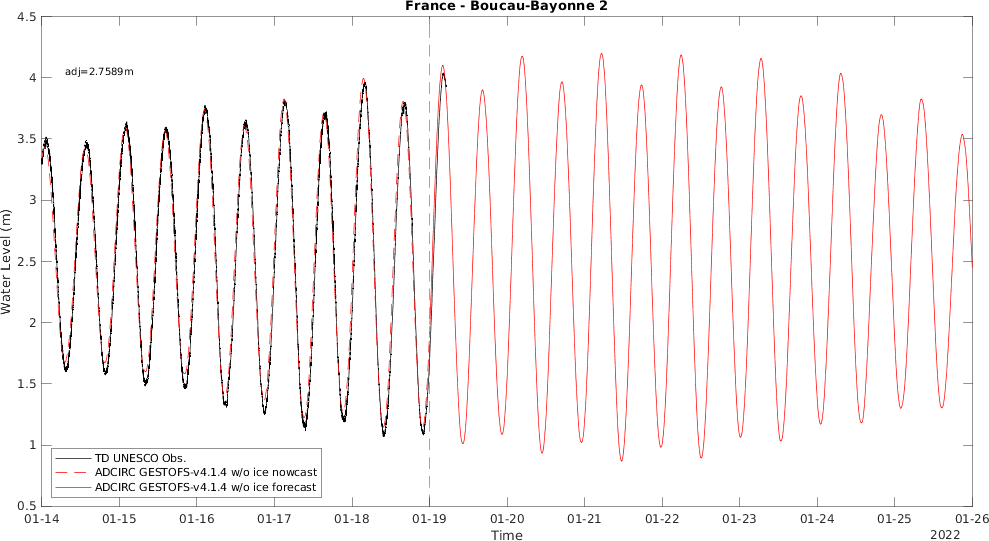 France - Boucau-Bayonne 2
4.5
4
3.5
3
2.5
2
1.5
1
0.5
Water Level (m)
adj=2.7589m
TD UNESCO Obs.
ADCIRC GESTOFS-v4.1.4 w/o ice nowcast
ADCIRC GESTOFS-v4.1.4 w/o ice forecast
01-14 01-15 01-16 01-17 01-18 01-19 01-20 01-21 01-22 01-23 01-24 01-25 01-26
Time
2022